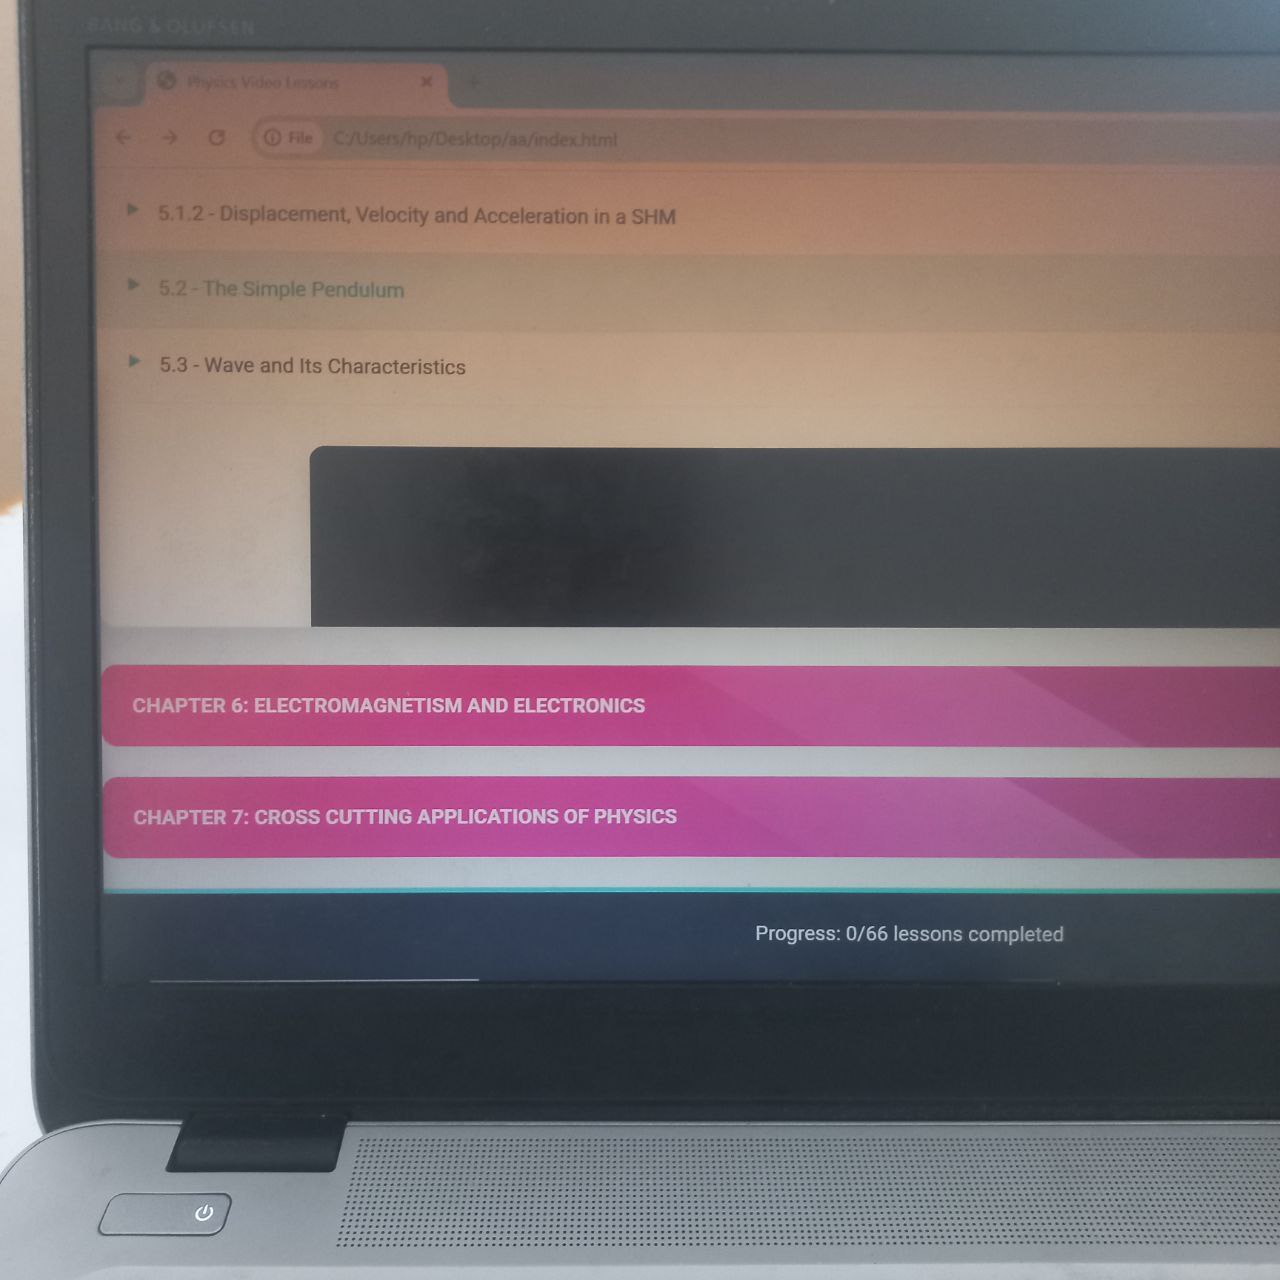 BANG & OLUFSEN
Physics Video Lessons
File C:/Users/hp/Desktop/aa/index.html
5.1.2 - Displacement, Velocity and Acceleration in a SHM
5.2 - The Simple Pendulum
5.3 - Wave and Its Characteristics
CHAPTER 6: ELECTROMAGNETISM AND ELECTRONICS
CHAPTER 7: CROSS CUTTING APPLICATIONS OF PHYSICS
Progress: 0/66 lessons completed